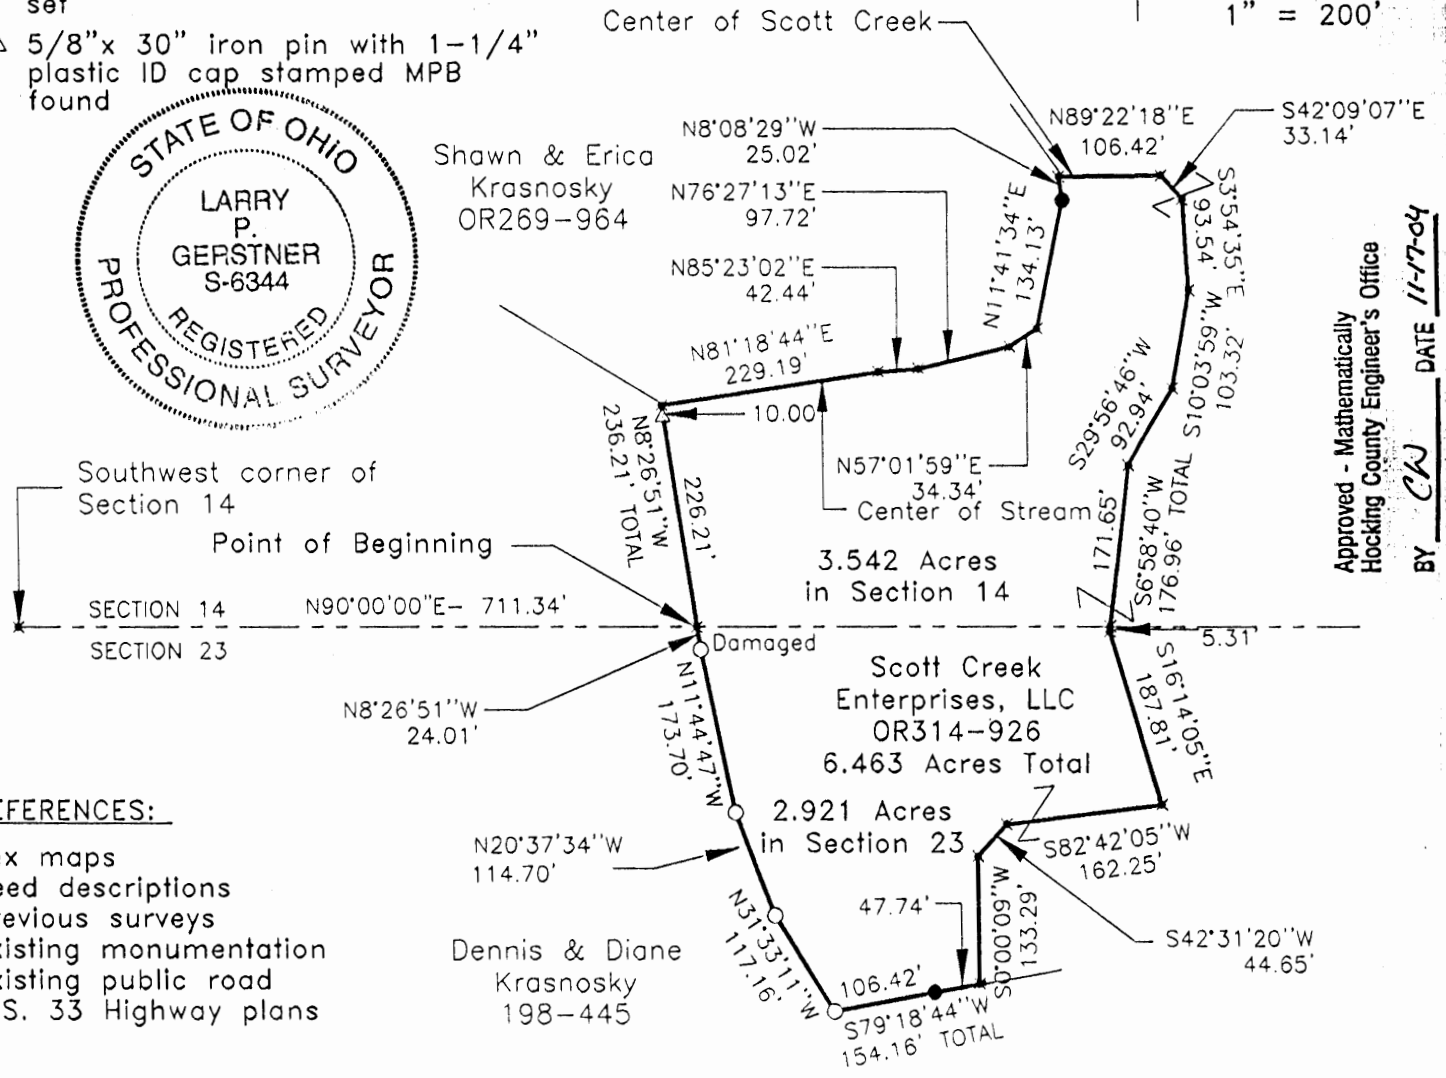 set
5/8"x 30" iron pin with 1-1/4"
plastic ID cap stamped MPB
found
Center of Scott Creek
1" = 200'
STATE OF OHIO
LARRY
P.
GERSTNER
S-6344
REGISTERED
PROFESSIONAL SURVEYOR
Shawn & Erica
Krasnosky
OR269-964
N8°08'29"W
25.02'
N76°27'13"E
97.72'
N85°23'02"E
42.44'
N81°18'44"E
229.19'
N89°22'18"E
106.42'
S42°09'07"E
33.14'
N11°41'34"E
134.13'
S3°54'35"E
93.54'
S10°03'59"W
103.32'
S29°56'46"W
92.94'
N57°01'59"E
34.34'
Center of Stream
10.00'
N8°26'51"W
236.21' TOTAL
226.21'
171.65'
S6°58'40"W
176.96' TOTAL
Southwest corner of
Section 14
Point of Beginning
3.542 Acres
in Section 14
SECTION 14
N90°00'00"E- 711.34'
SECTION 23
Damaged
5.31'
N8°26'51"W
24.01'
N11°44'47"W
173.70'
Scott Creek
Enterprises, LLC
OR314-926
6.463 Acres Total
S16°14'05"E
187.81'
2.921 Acres
in Section 23
N20°37'34"W
114.70'
S82°42'05"W
162.25'
N31°33'11"W
117.16'
47.74'
S0°00'09"W
133.29'
S42°31'20"W
44.65'
106.42'
S79°18'44"W
154.16' TOTAL
Dennis & Diane
Krasnosky
198-445
EFERENCES:
ex maps
eed descriptions
revious surveys
xisting monumentation
xisting public road
.S. 33 Highway plans
Approved - Mathematically
Hocking County Engineer's Office
BY CW DATE 11-17-04